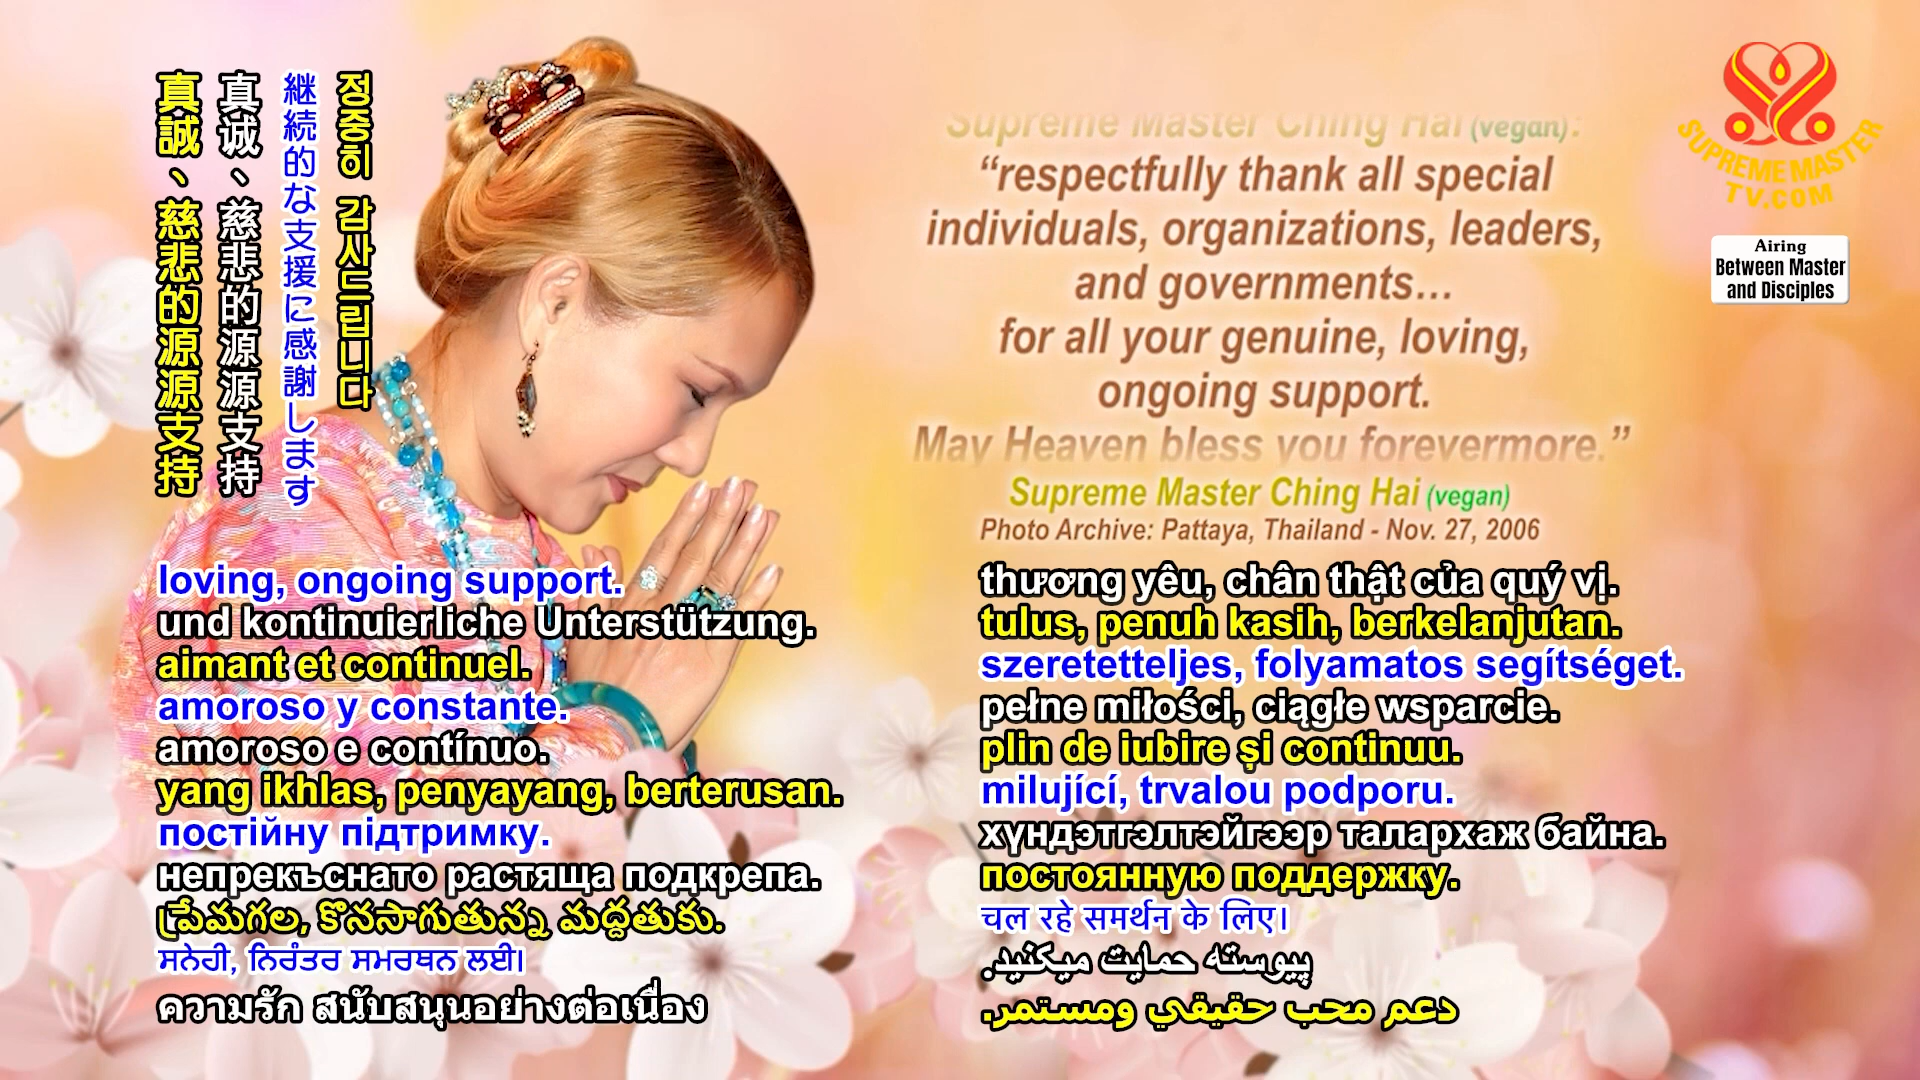 真誠、慈悲的源源支持
真诚、慈悲的源源支持
継続的な支援に感謝します
정중히 감사드립니다
Supreme Master Ching Hai (vegan):
“respectfully thank all special
individuals, organizations, leaders,
and governments…
for all your genuine, loving,
ongoing support.
May Heaven bless you forevermore.”
Supreme Master Ching Hai (vegan)
Photo Archive: Pattaya, Thailand - Nov. 27, 2006
SUPREME MASTER
TV.COM
Airing
Between Master
and Disciples
loving, ongoing support.
und kontinuierliche Unterstützung.
aimant et continuel.
amoroso y constante.
amoroso e contínuo.
yang ikhlas, penyayang, berterusan.
постійну підтримку.
непрекъснато растяща подкрепа.
ప్రేమగల, కొనసాగుతున్న మద్దతుకు.
ਸਨੇਹੀ, ਨਿਰੰਤਰ ਸਮਰਥਨ ਲਈ।
ความรัก สนับสนุนอย่างต่อเนื่อง
thương yêu, chân thật của quý vị.
tulus, penuh kasih, berkelanjutan.
szeretetteljes, folyamatos segítséget.
pełne miłości, ciągłe wsparcie.
plin de iubire și continuu.
milující, trvalou podporu.
хүндэтгэлтэйгээр талархаж байна.
постоянную поддержку.
चल रहे समर्थन के लिए।
پیوسته حمایت میکنید.
دعم محب حقيقي ومستمر.